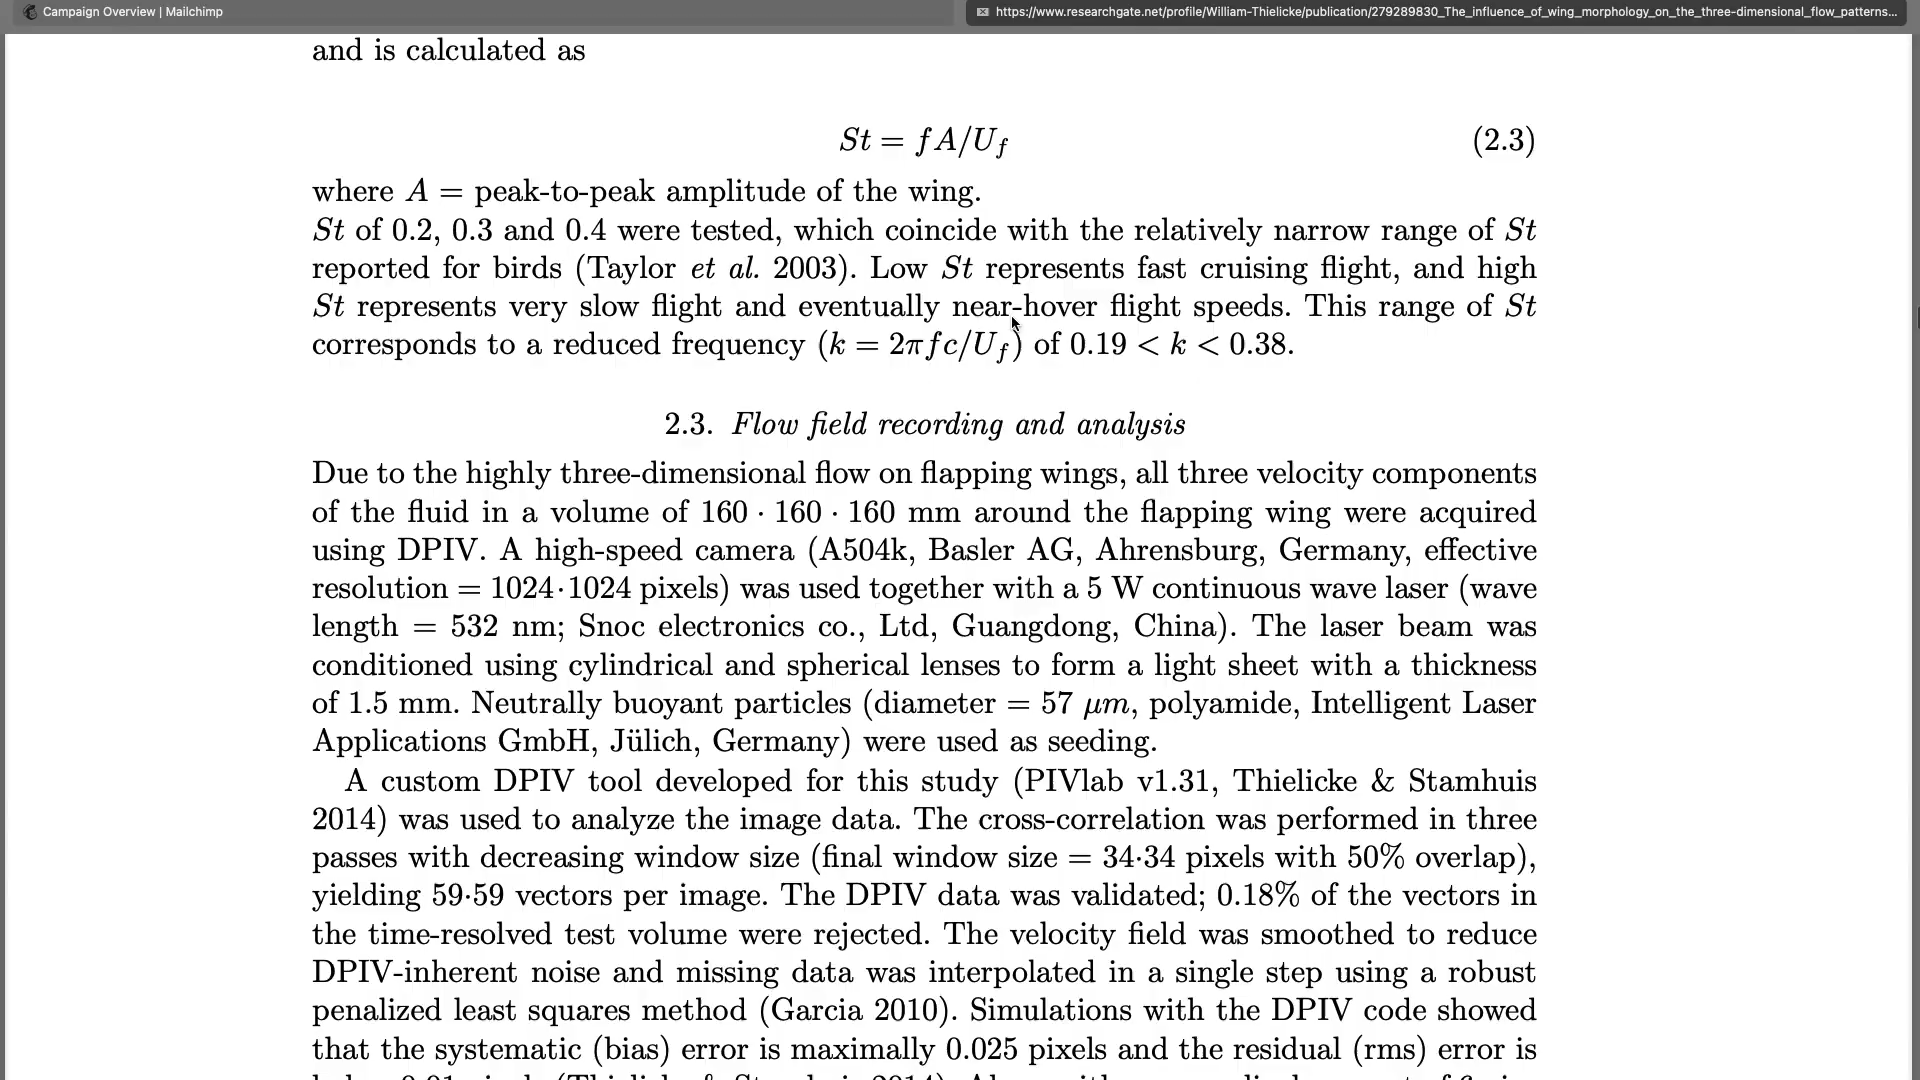 Campaign Overview | Mailchimp
https://www.researchgate.net/profile/William-Thielicke/publication/279289830_The_influence_of_wing_morphology_on_the_three-dimensional_flow_patterns...
and is calculated as
St = fA/U_f (2.3)
where A = peak-to-peak amplitude of the wing.
St of 0.2, 0.3 and 0.4 were tested, which coincide with the relatively narrow range of St
reported for birds (Taylor et al. 2003). Low St represents fast cruising flight, and high
St represents very slow flight and eventually near-hover flight speeds. This range of St
corresponds to a reduced frequency (k = 2πfc/U_f) of 0.19 < k < 0.38.
2.3. Flow field recording and analysis
Due to the highly three-dimensional flow on flapping wings, all three velocity components
of the fluid in a volume of 160 · 160 · 160 mm around the flapping wing were acquired
using DPIV. A high-speed camera (A504k, Basler AG, Ahrensburg, Germany, effective
resolution = 1024·1024 pixels) was used together with a 5 W continuous wave laser (wave
length = 532 nm; Snoc electronics co., Ltd, Guangdong, China). The laser beam was
conditioned using cylindrical and spherical lenses to form a light sheet with a thickness
of 1.5 mm. Neutrally buoyant particles (diameter = 57 μm, polyamide, Intelligent Laser
Applications GmbH, Jülich, Germany) were used as seeding.
A custom DPIV tool developed for this study (PIVlab v1.31, Thielicke & Stamhuis
2014) was used to analyze the image data. The cross-correlation was performed in three
passes with decreasing window size (final window size = 34·34 pixels with 50% overlap),
yielding 59·59 vectors per image. The DPIV data was validated; 0.18% of the vectors in
the time-resolved test volume were rejected. The velocity field was smoothed to reduce
DPIV-inherent noise and missing data was interpolated in a single step using a robust
penalized least squares method (Garcia 2010). Simulations with the DPIV code showed
that the systematic (bias) error is maximally 0.025 pixels and the residual (rms) error is